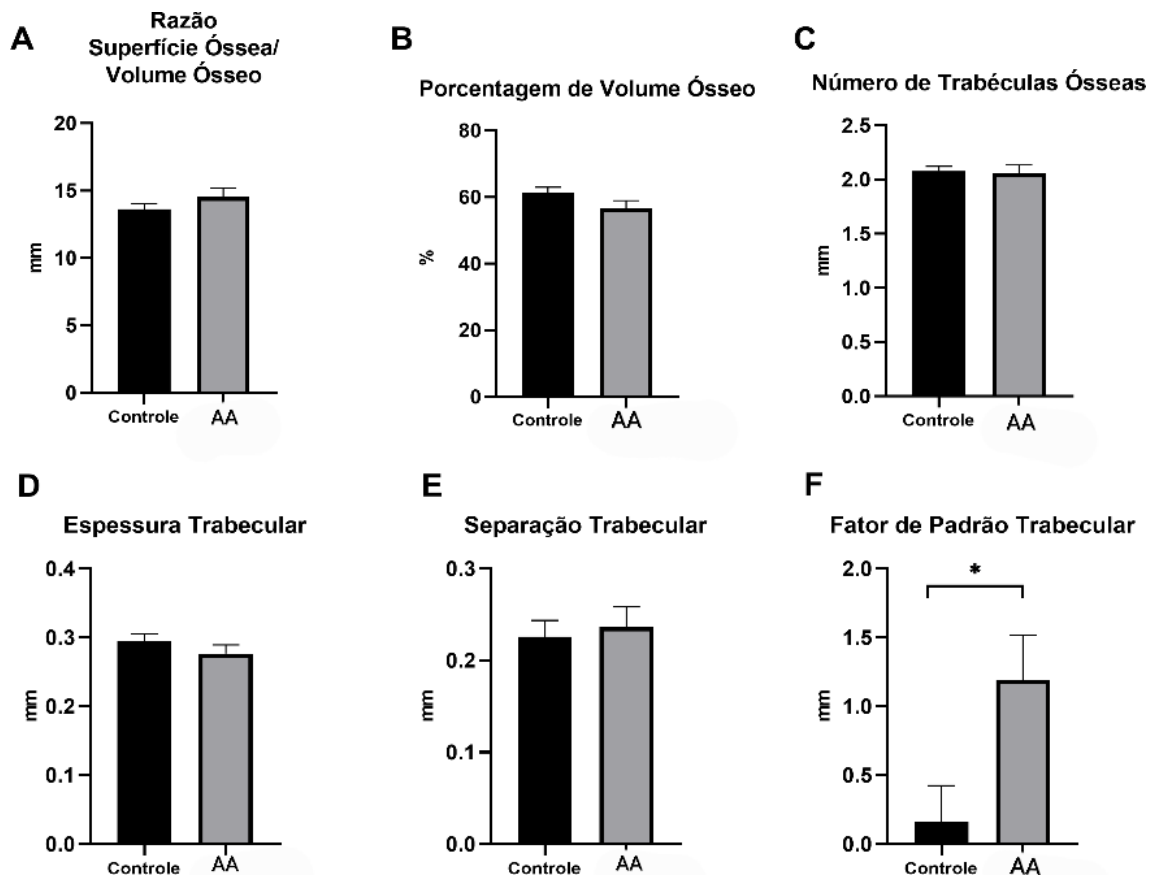 A
Razão
Superfície Óssea/
Volume Ósseo
20
15
10
5
0
mm
Controle
AA
B
Porcentagem de Volume Ósseo
80
60
40
20
0
%
Controle
AA
C
Número de Trabéculas Ósseas
2.5
2.0
1.5
1.0
0.5
0.0
mm
Controle
AA
D
Espessura Trabecular
0.4
0.3
0.2
0.1
0.0
mm
Controle
AA
E
Separação Trabecular
0.3
0.2
0.1
0.0
mm
Controle
AA
F
Fator de Padrão Trabecular
2.0
1.5
1.0
0.5
0.0
mm
*
Controle
AA